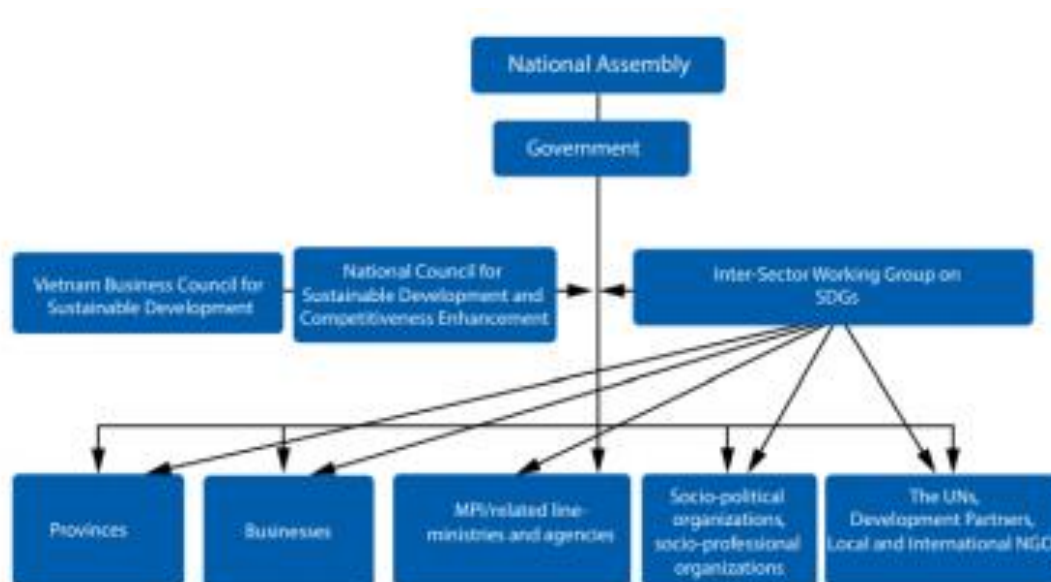 National Assembly
Government
Vietnam Business Council for
Sustainable Development
National Council for
Sustainable Development and
Competitiveness Enhancement
Inter-Sector Working Group on
SDGs
Provinces
Businesses
MPI/related line-
ministries and agencies
Socio-political
organizations,
socio-professional
organizations
The UNs,
Development Partners,
Local and International NGO